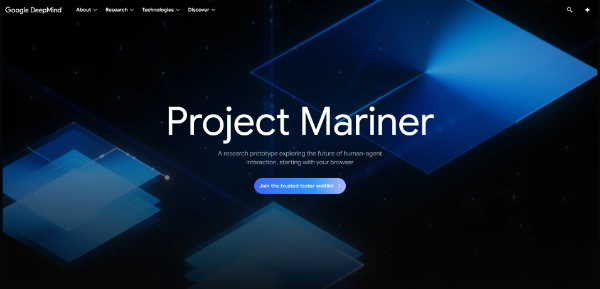 Google DeepMind
About
Research
Technologies
Discover
Project Mariner
A research prototype exploring the future of human-agent
interaction, starting with your browser
Join the trusted tester waitlist